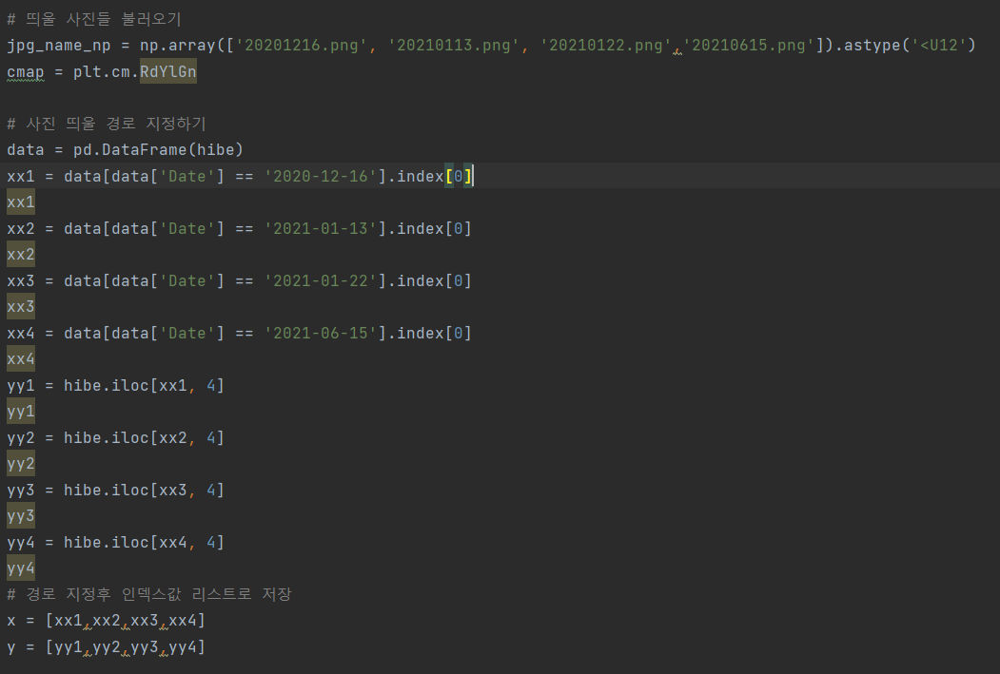 # 띄울 사진들 불러오기
jpg_name_np = np.array(['20201216.png', '20210113.png', '20210122.png','20210615.png']).astype('<U12')
cmap = plt.cm.RdYlGn
# 사진 띄울 경로 지정하기
data = pd.DataFrame(hibe)
xx1 = data[data['Date'] == '2020-12-16'].index[0]
xx1
xx2 = data[data['Date'] == '2021-01-13'].index[0]
xx2
xx3 = data[data['Date'] == '2021-01-22'].index[0]
xx3
xx4 = data[data['Date'] == '2021-06-15'].index[0]
xx4
yy1 = hibe.iloc[xx1, 4]
yy1
yy2 = hibe.iloc[xx2, 4]
yy2
yy3 = hibe.iloc[xx3, 4]
yy3
yy4 = hibe.iloc[xx4, 4]
yy4
# 경로 지정후 인덱스값 리스트로 저장
x = [xx1,xx2,xx3,xx4]
y = [yy1,yy2,yy3,yy4]